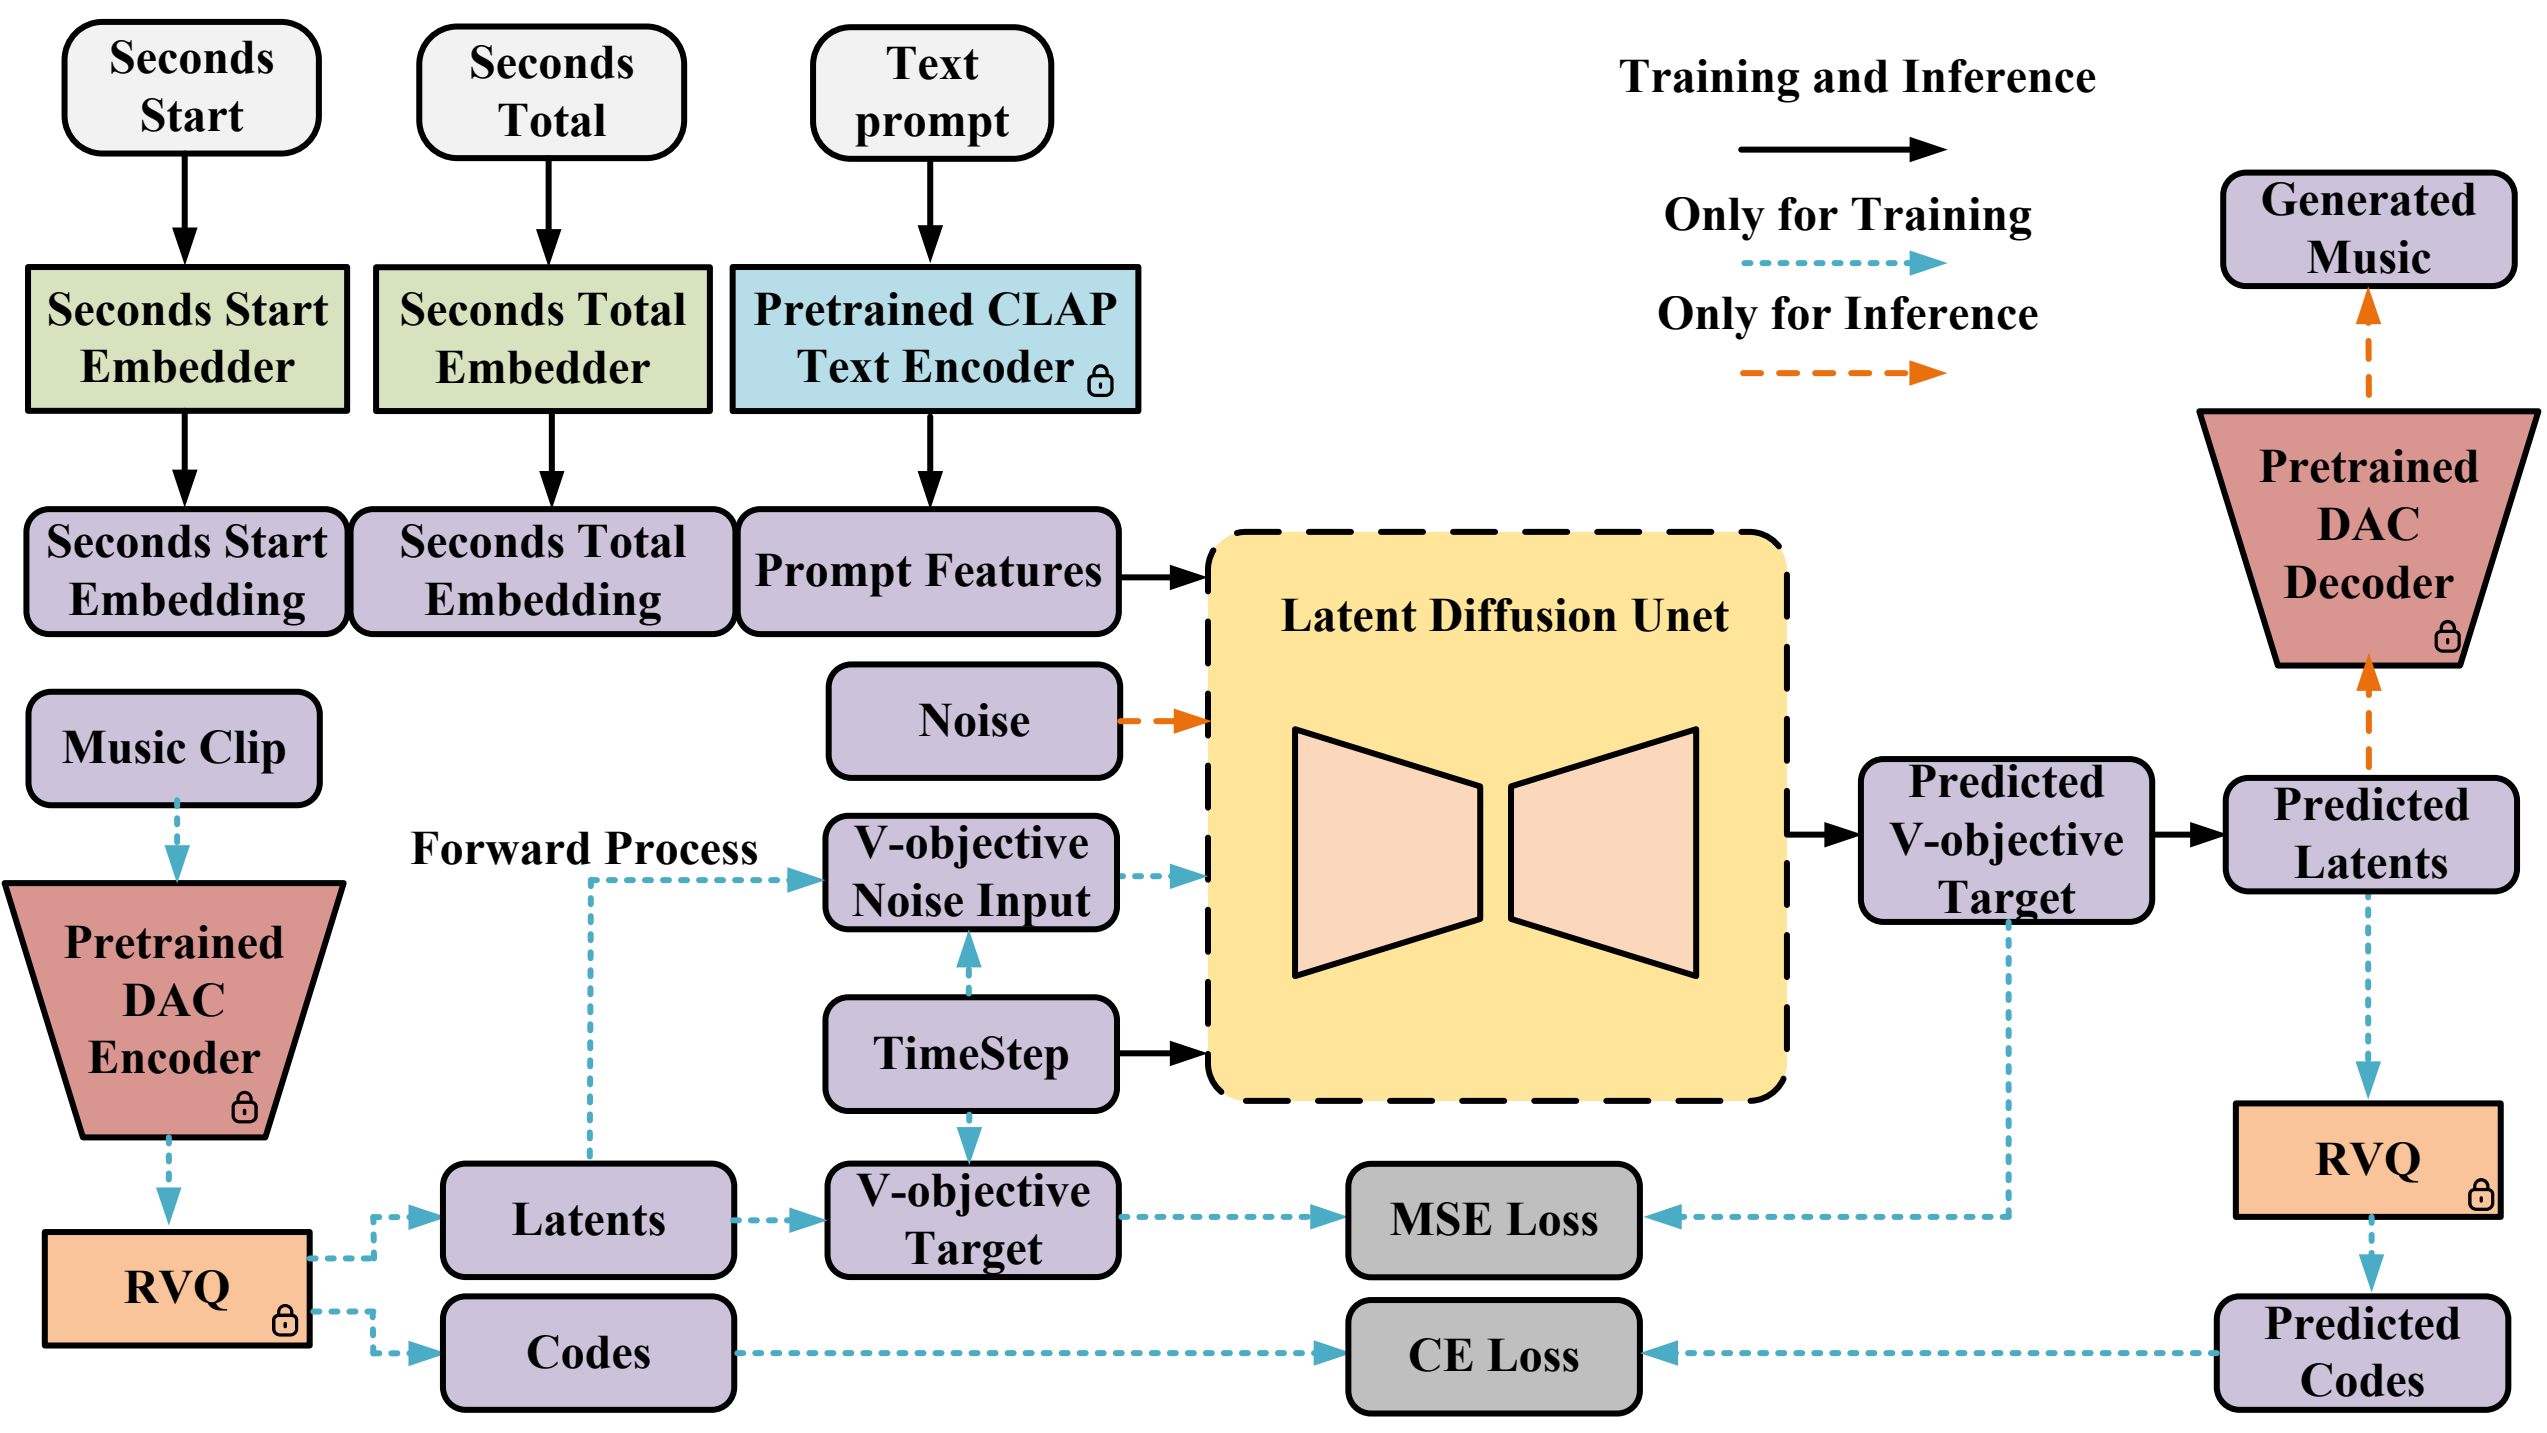 Seconds
Start
Seconds
Total
Text
prompt
Training and Inference
Only for Training
Only for Inference
Generated
Music
Seconds Start
Embedder
Seconds Total
Embedder
Pretrained CLAP
Text Encoder
Pretrained
DAC
Decoder
Seconds Start
Embedding
Seconds Total
Embedding
Prompt Features
Latent Diffusion Unet
Noise
Music Clip
Forward Process
V-objective
Noise Input
Predicted
V-objective
Target
Predicted
Latents
Pretrained
DAC
Encoder
TimeStep
RVQ
Latents
V-objective
Target
MSE Loss
RVQ
Codes
CE Loss
Predicted
Codes